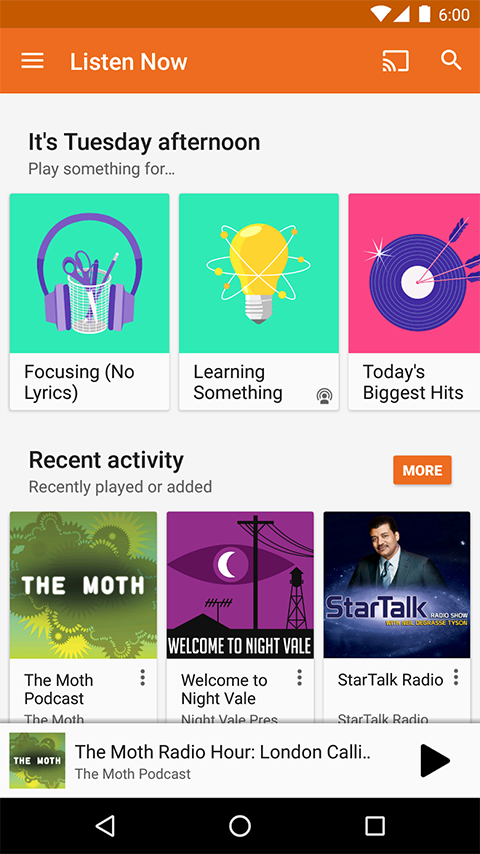 6:00
Listen Now
It's Tuesday afternoon
Play something for…
Focusing (No
Lyrics)
Learning
Something
Today's
Biggest Hits
Recent activity
Recently played or added
MORE
THE MOTH
WELCOME TO NIGHT VALE
StarTalk
RADIO SHOW
WITH NEIL DEGRASSE TYSON
The Moth
Podcast
The Moth
Welcome to
Night Vale
Night Vale Pres
StarTalk Radio
StarTalk Radio
THE MOTH
The Moth Radio Hour: London Calli..
The Moth Podcast